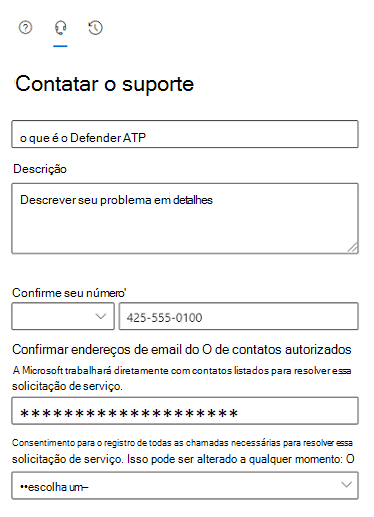 Contatar o suporte
o que é o Defender ATP
Descrição
Descrever seu problema em detalhes
Confirme seu número'
425-555-0100
Confirmar endereços de email do O de contatos autorizados
A Microsoft trabalhará diretamente com contatos listados para resolver essa
solicitação de serviço.
********************
Consentimento para o registro de todas as chamadas necessárias para resolver essa
solicitação de serviço. Isso pode ser alterado a qualquer momento: O
••escolha um–